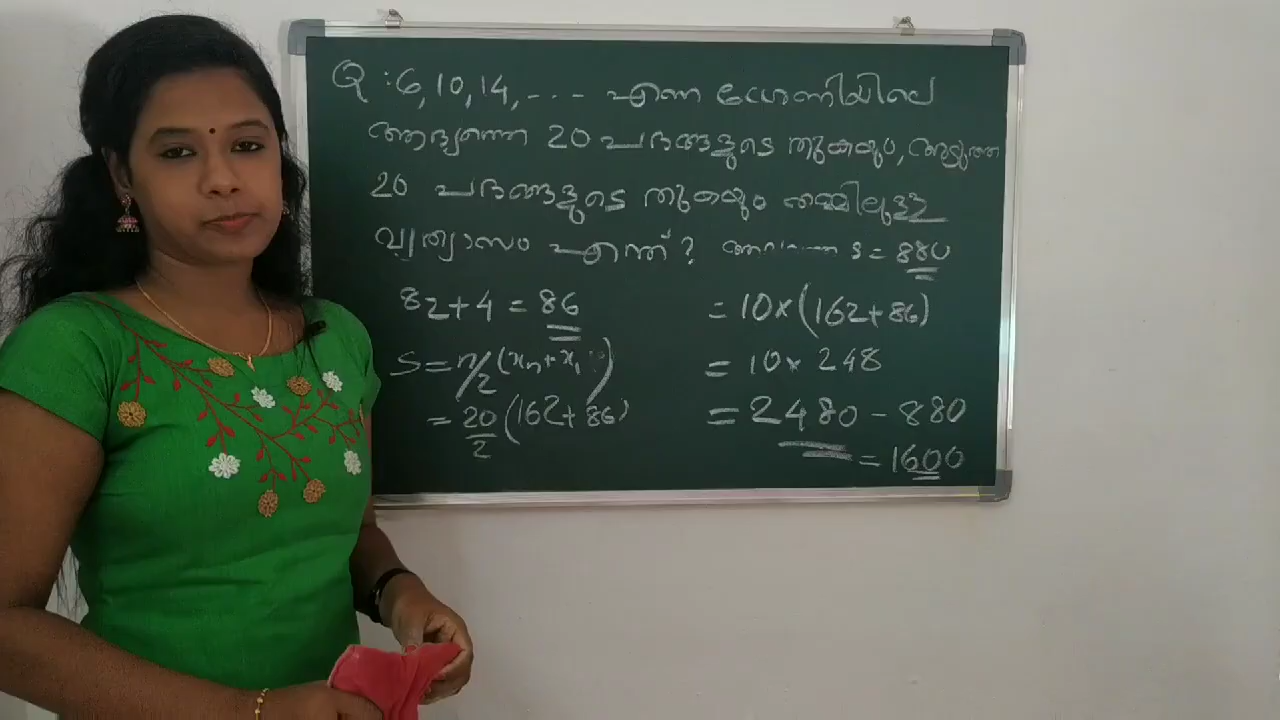 Q : 6, 10, 14, - - - - എന്ന ശ്രേണിയിലെ
ആദ്യത്തെ 20 പദങ്ങളുടെ തുകയും, അടുത്ത
20 പദങ്ങളുടെ തുകയും തമ്മിലുള്ള
വ്യത്യാസം എന്ത് ? S = 880
82 + 4 = 86
S = n/2 (xn + x1)
= 20/2 (162 + 86)
= 10 × (162 + 86)
= 10 × 248
= 2480 - 880
= 1600